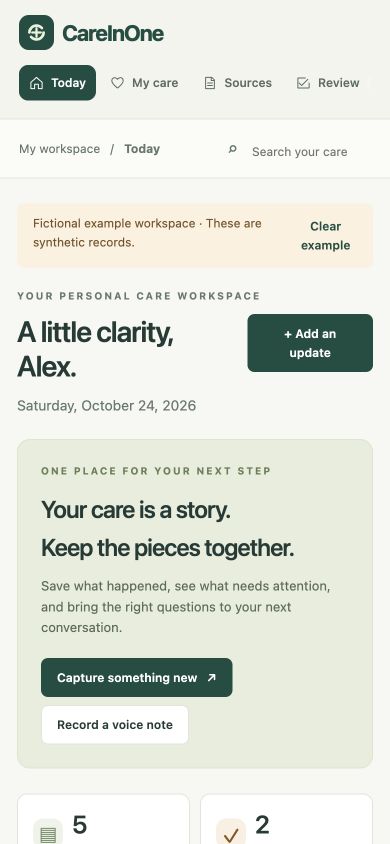 CareInOne
Today
My care
Sources
Review
My workspace / Today
Search your care
Fictional example workspace · These are
synthetic records.
Clear
example
YOUR PERSONAL CARE WORKSPACE
A little clarity,
Alex.
+ Add an
update
Saturday, October 24, 2026
ONE PLACE FOR YOUR NEXT STEP
Your care is a story.
Keep the pieces together.
Save what happened, see what needs attention,
and bring the right questions to your next
conversation.
Capture something new ↗
Record a voice note
5
2